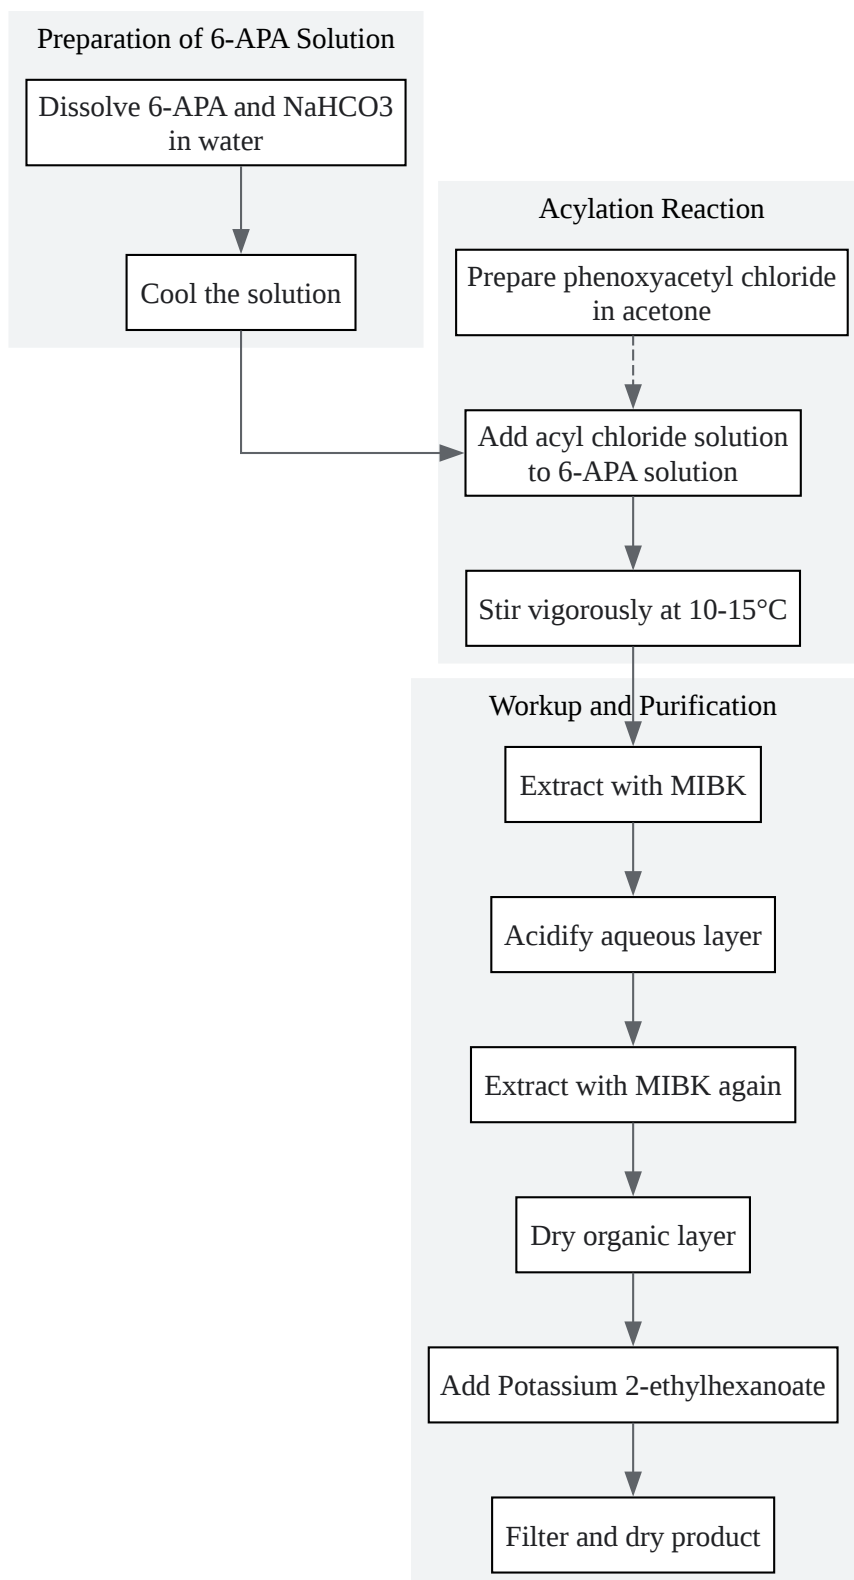 Preparation of 6-APA Solution
Dissolve 6-APA and NaHCO3
in water
Cool the solution
Acylation Reaction
Prepare phenoxyacetyl chloride
in acetone
Add acyl chloride solution
to 6-APA solution
Stir vigorously at 10-15°C
Workup and Purification
Extract with MIBK
Acidify aqueous layer
Extract with MIBK again
Dry organic layer
Add Potassium 2-ethylhexanoate
Filter and dry product